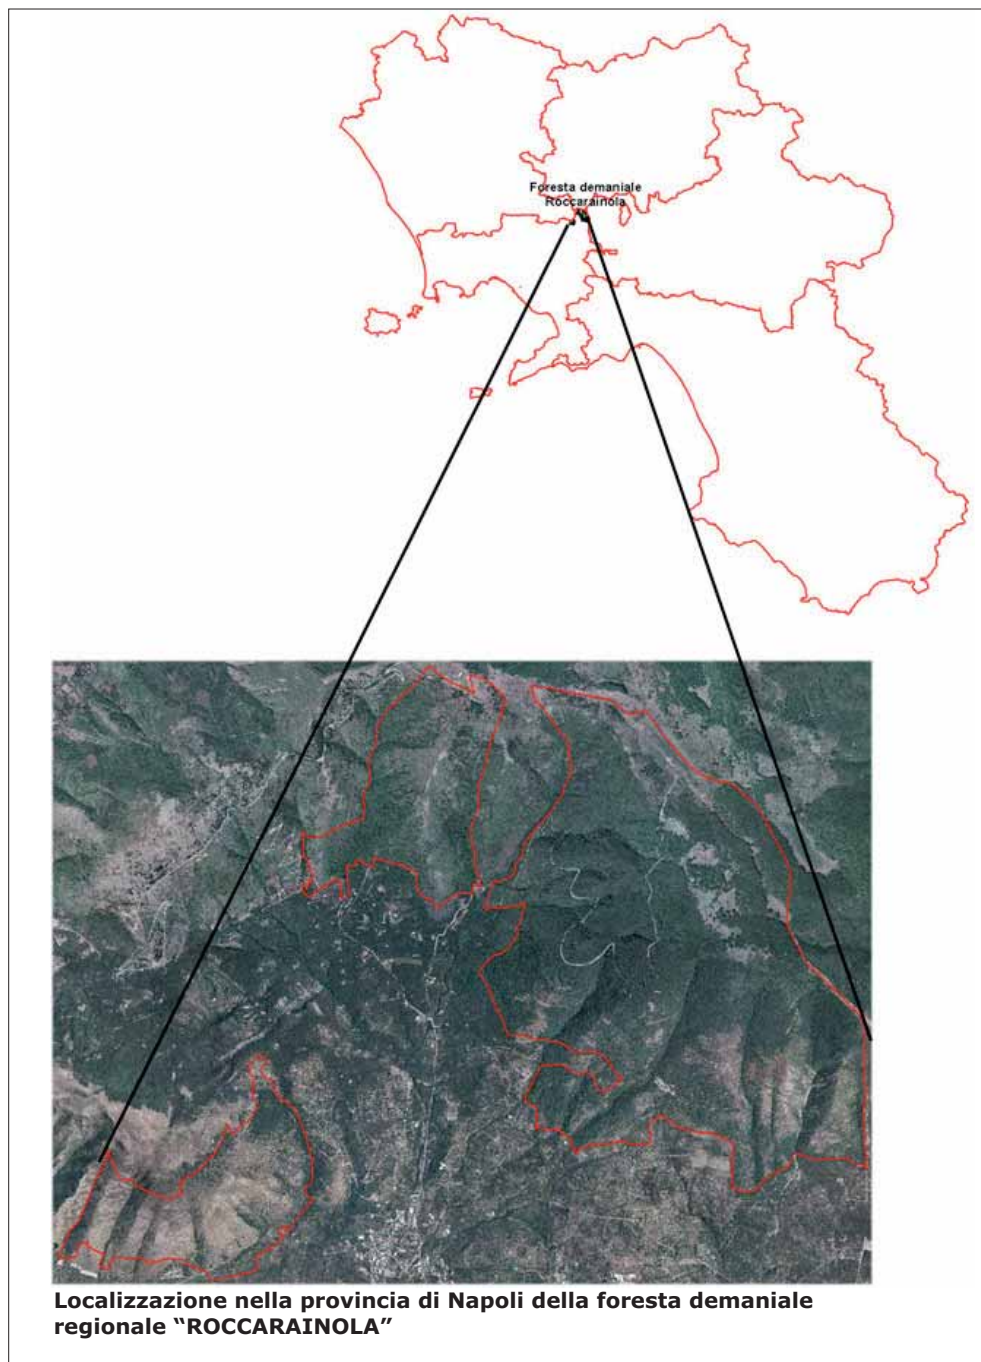 Foresta demaniale
Roccarainola
Localizzazione nella provincia di Napoli della foresta demaniale
regionale “ROCCARAINOLA”